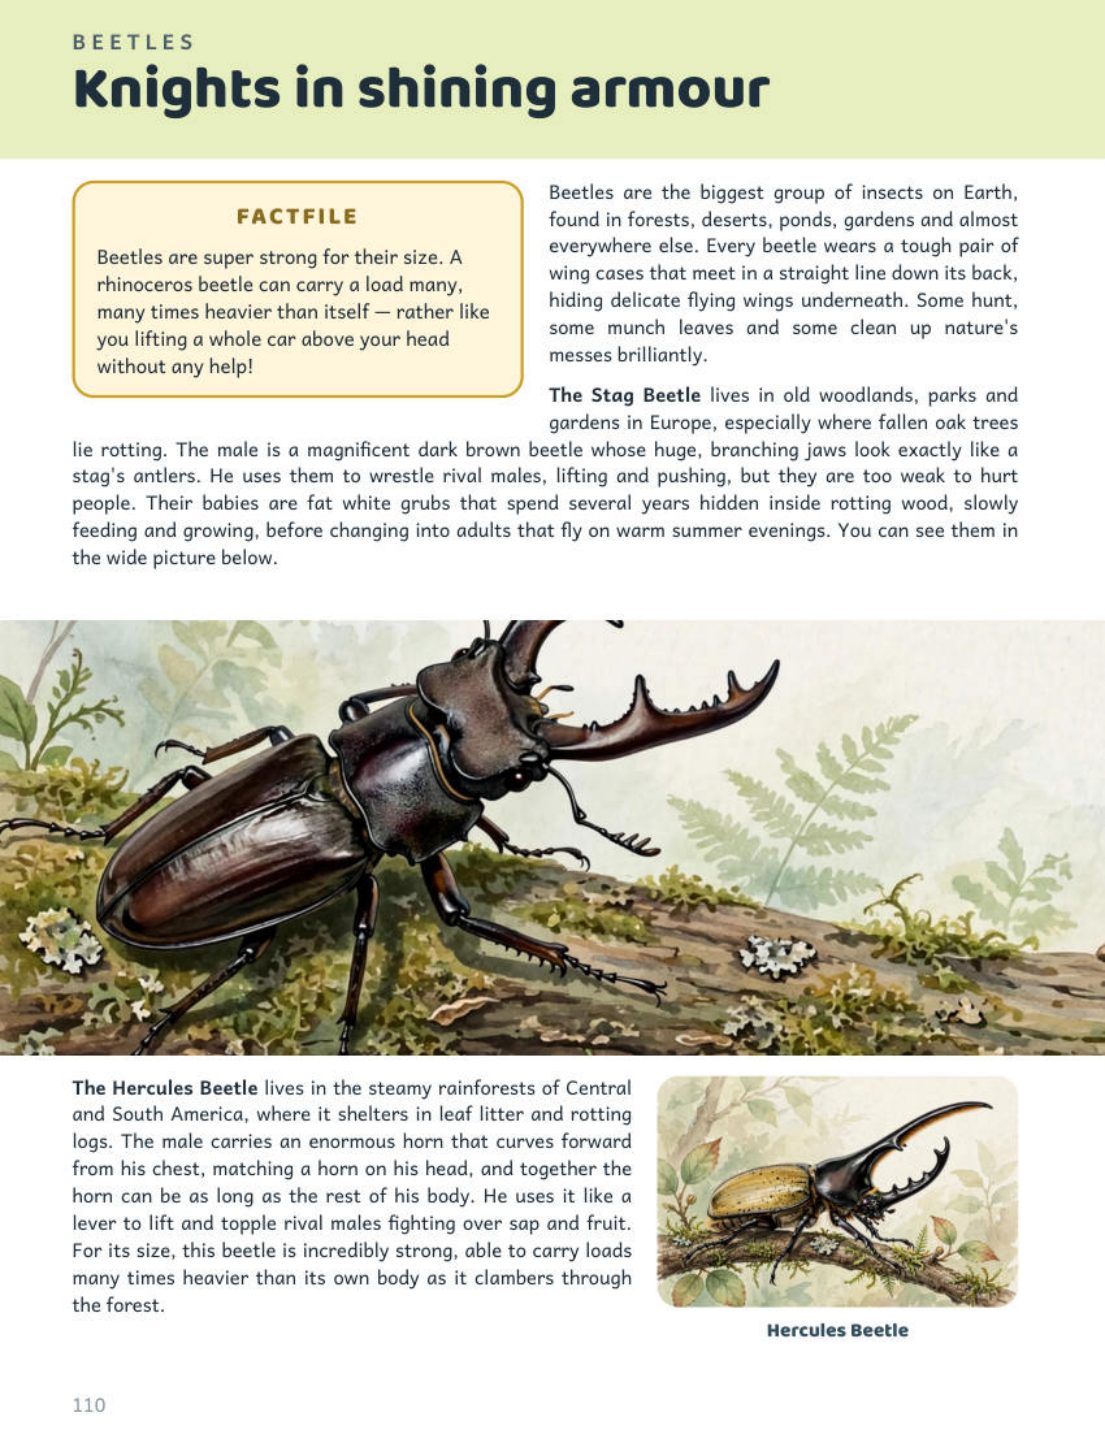 BEETLES
Knights in shining armour
FACTFILE
Beetles are super strong for their size. A
rhinoceros beetle can carry a load many,
many times heavier than itself — rather like
you lifting a whole car above your head
without any help!
Beetles are the biggest group of insects on Earth,
found in forests, deserts, ponds, gardens and almost
everywhere else. Every beetle wears a tough pair of
wing cases that meet in a straight line down its back,
hiding delicate flying wings underneath. Some hunt,
some munch leaves and some clean up nature's
messes brilliantly.
The Stag Beetle lives in old woodlands, parks and
gardens in Europe, especially where fallen oak trees
lie rotting. The male is a magnificent dark brown beetle whose huge, branching jaws look exactly like a
stag's antlers. He uses them to wrestle rival males, lifting and pushing, but they are too weak to hurt
people. Their babies are fat white grubs that spend several years hidden inside rotting wood, slowly
feeding and growing, before changing into adults that fly on warm summer evenings. You can see them in
the wide picture below.
The Hercules Beetle lives in the steamy rainforests of Central
and South America, where it shelters in leaf litter and rotting
logs. The male carries an enormous horn that curves forward
from his chest, matching a horn on his head, and together the
horn can be as long as the rest of his body. He uses it like a
lever to lift and topple rival males fighting over sap and fruit.
For its size, this beetle is incredibly strong, able to carry loads
many times heavier than its own body as it clambers through
the forest.
Hercules Beetle
110